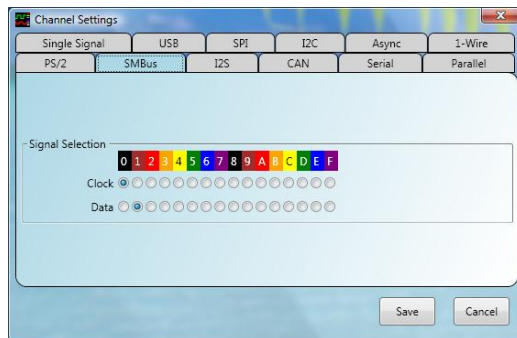 Channel Settings
Single Signal USB SPI I2C Async 1-Wire
PS/2 SMBus I2S CAN Serial Parallel
Signal Selection
0 1 2 3 4 5 6 7 8 9 A B C D E F
Clock
Data
Save Cancel